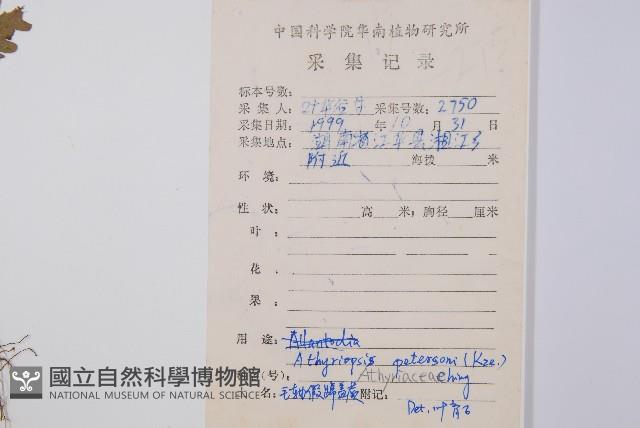 中国科学院华南植物研究所
采集记录
标本号数:
采集人: 叶华谷等 采集号数: 2750
采集日期: 1999 年 10 月 31 日
采集地点: 湖南省江华县湘江乡
附近 海拔 米
环境:
性状: 高 米; 胸径 厘米
叶:
花
果:
用途: Allantodia
Athyriopsis petersoni (Kze.)
(号): Athyriaceae Ching
名: 毛轴假蹄盖蕨 附记:
Det. 叶育石
國立自然科學博物館
NATIONAL MUSEUM OF NATURAL SCIENCE